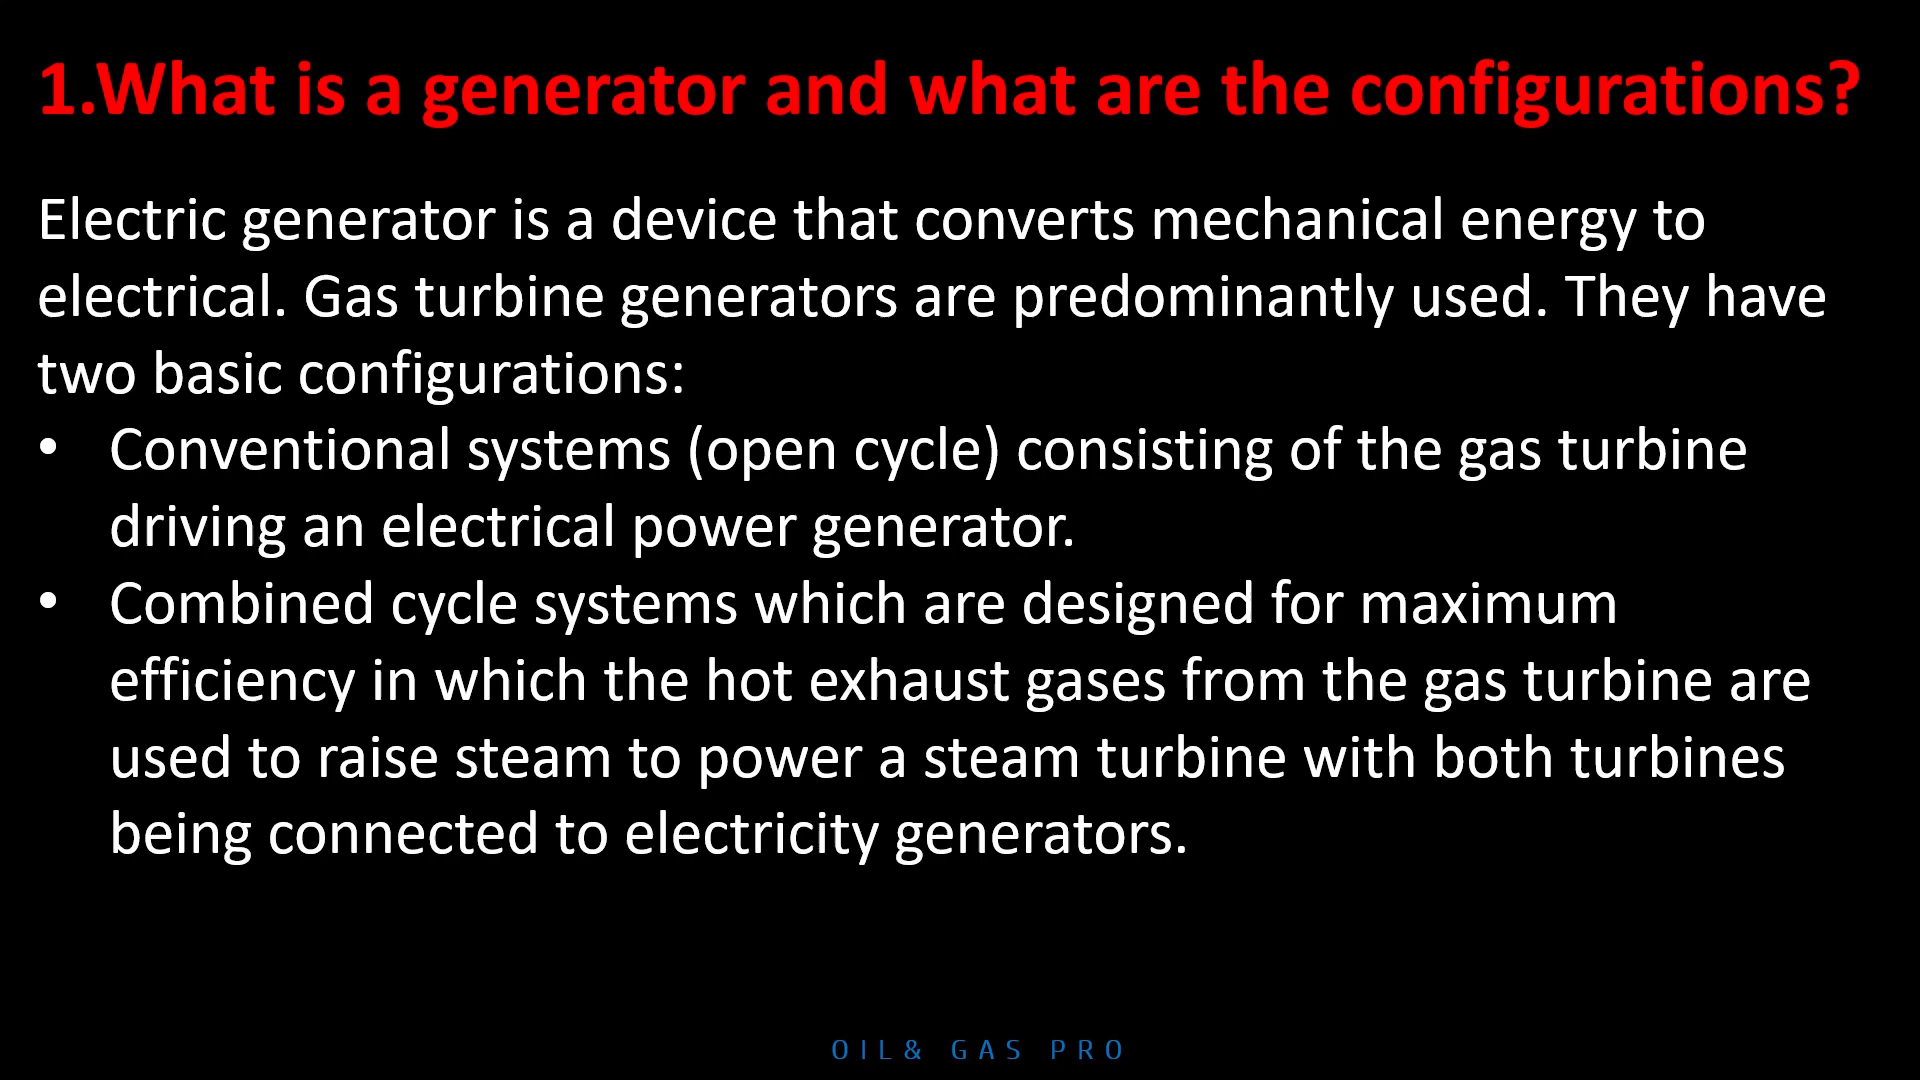 1.What is a generator and what are the configurations?
Electric generator is a device that converts mechanical energy to
electrical. Gas turbine generators are predominantly used. They have
two basic configurations:
• Conventional systems (open cycle) consisting of the gas turbine
driving an electrical power generator.
• Combined cycle systems which are designed for maximum
efficiency in which the hot exhaust gases from the gas turbine are
used to raise steam to power a steam turbine with both turbines
being connected to electricity generators.
OIL& GAS PRO